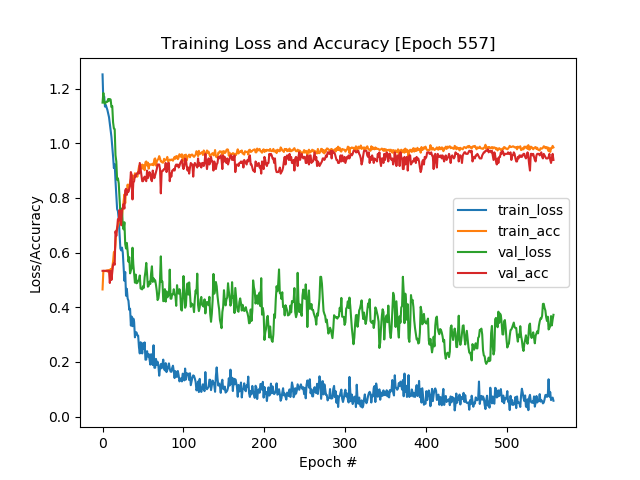 Training Loss and Accuracy [Epoch 557]
Loss/Accuracy
1.2
1.0
0.8
0.6
0.4
0.2
0.0
train_loss
train_acc
val_loss
val_acc
0 100 200 300 400 500
Epoch #